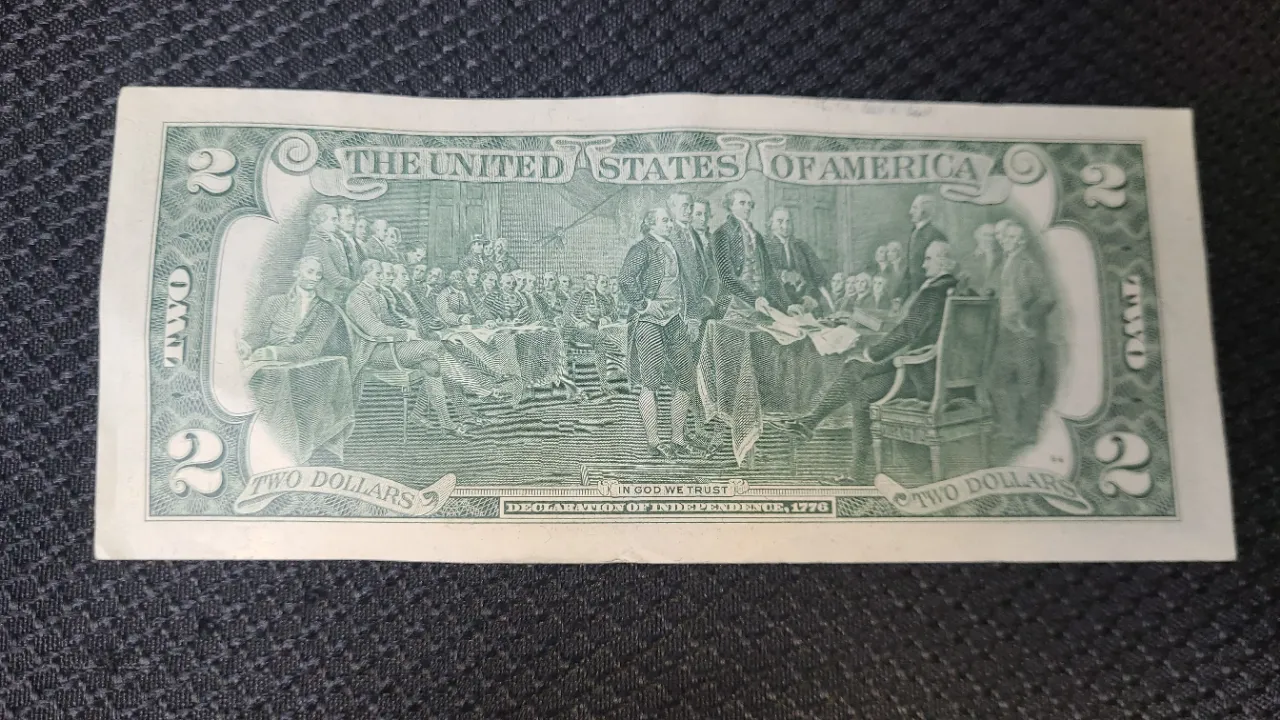 2
THE UNITED STATES OF AMERICA
2
TWO
TWO
2
TWO DOLLARS
IN GOD WE TRUST
DECLARATION OF INDEPENDENCE, 1776
TWO DOLLARS
2